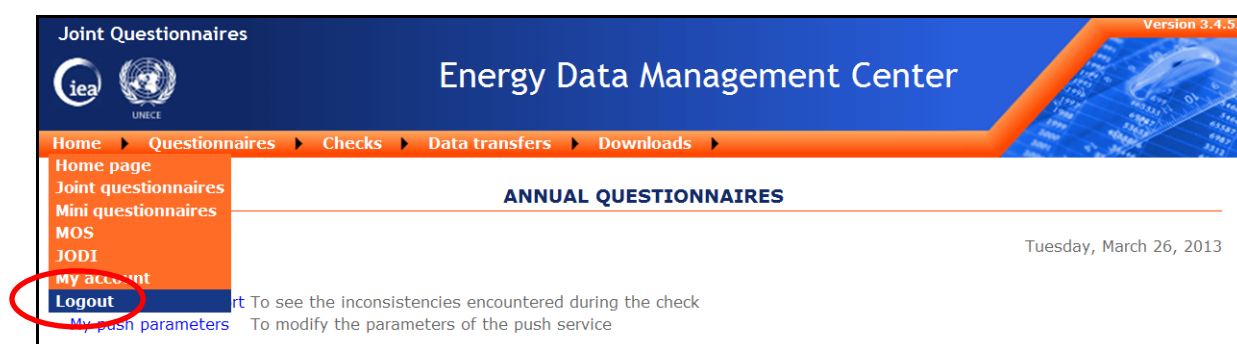 Joint Questionnaires
Version 3.4.5
iea
UNECE
Energy Data Management Center
Home Questionnaires Checks Data transfers Downloads
Home page
Joint questionnaires
Mini questionnaires
MOS
JODI
My account
Logout
ANNUAL QUESTIONNAIRES
Tuesday, March 26, 2013
rt To see the inconsistencies encountered during the check
My push parameters To modify the parameters of the push service